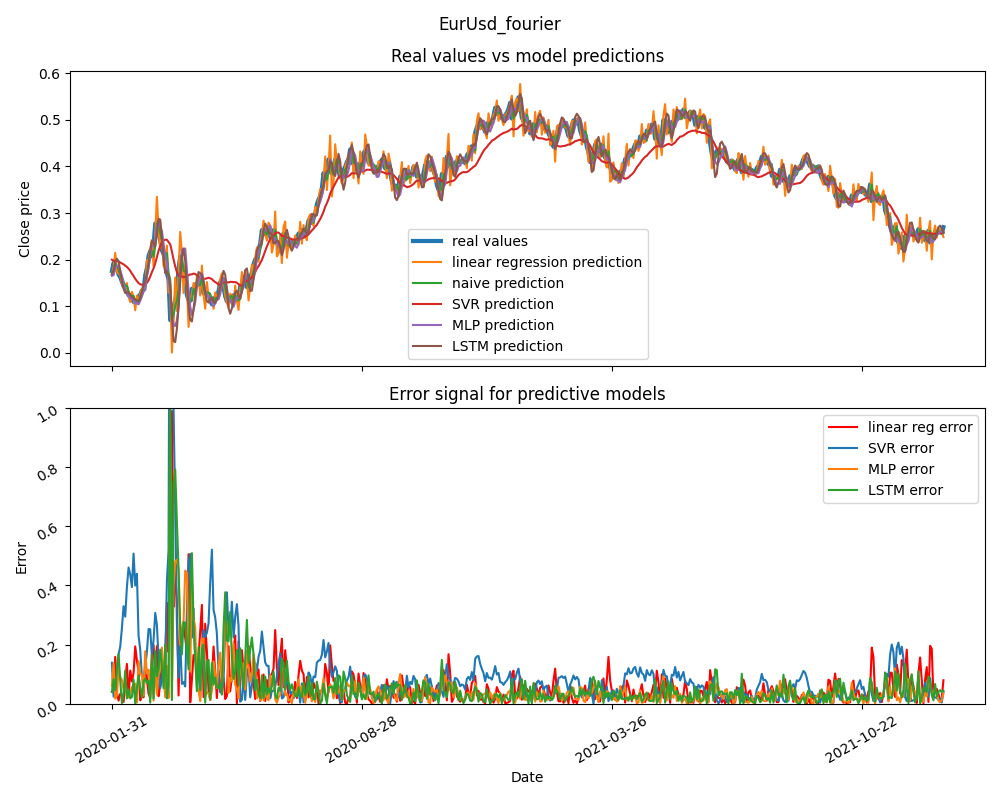 EurUsd_fourier
Real values vs model predictions
0.6
0.5
0.4
0.3
0.2
0.1
0.0
Close price
real values
linear regression prediction
naive prediction
SVR prediction
MLP prediction
LSTM prediction
Error signal for predictive models
1.0
0.8
0.6
0.4
0.2
0.0
Error
linear reg error
SVR error
MLP error
LSTM error
2020-01-31
2020-08-28
2021-03-26
2021-10-22
Date